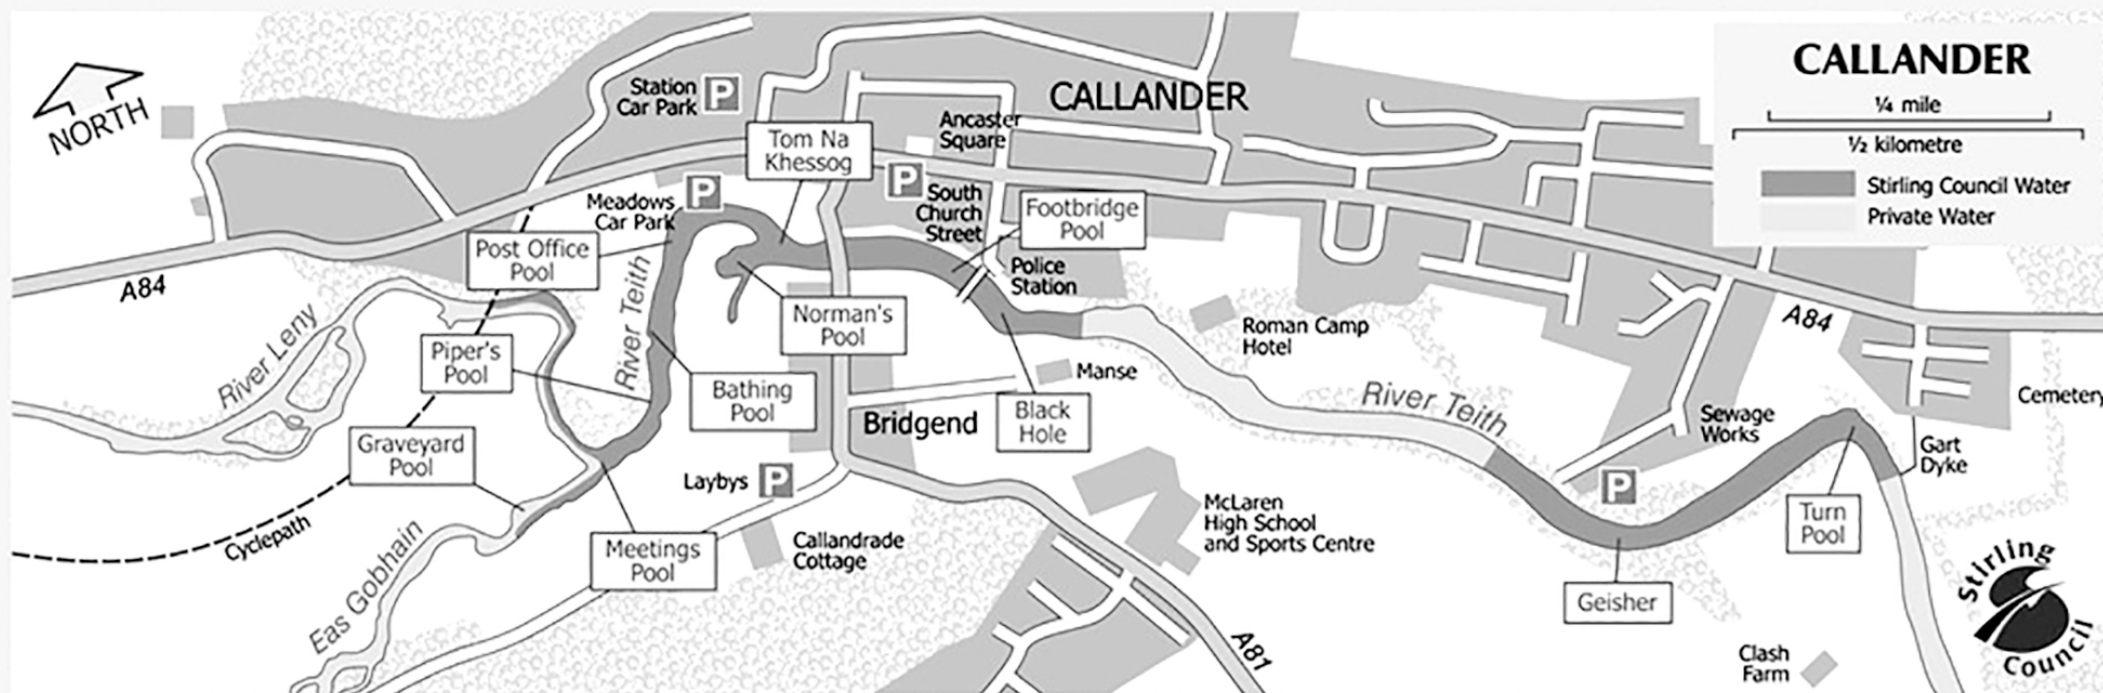 NORTH
Station
Car Park
P
CALLANDER
Ancaster
Square
Tom Na
Khessog
CALLANDER
¼ mile
½ kilometre
Stirling Council Water
Private Water
Meadows
Car Park
P
P
South
Church
Street
Footbridge
Pool
Post Office
Pool
A84
River Teith
Police
Station
Norman's
Pool
River Leny
Piper's
Pool
Roman Camp
Hotel
A84
Manse
Bathing
Pool
Bridgend
Black
Hole
River Teith
Sewage
Works
Cemetery
Graveyard
Pool
Gart
Dyke
Laybys
P
P
McLaren
High School
and Sports Centre
Turn
Pool
Cyclepath
Eas Gobhain
Meetings
Pool
Callandrade
Cottage
Geisher
A81
Clash
Farm
Stirling
Council